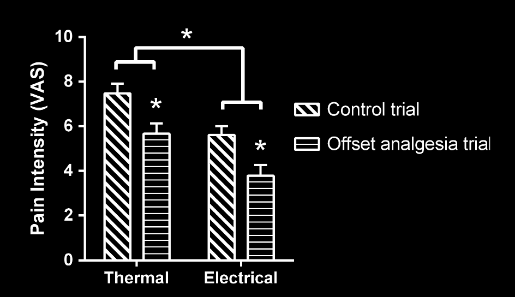 10
8
6
4
2
0
Pain Intensity (VAS)
*
*
*
Thermal
Electrical
Control trial
Offset analgesia trial